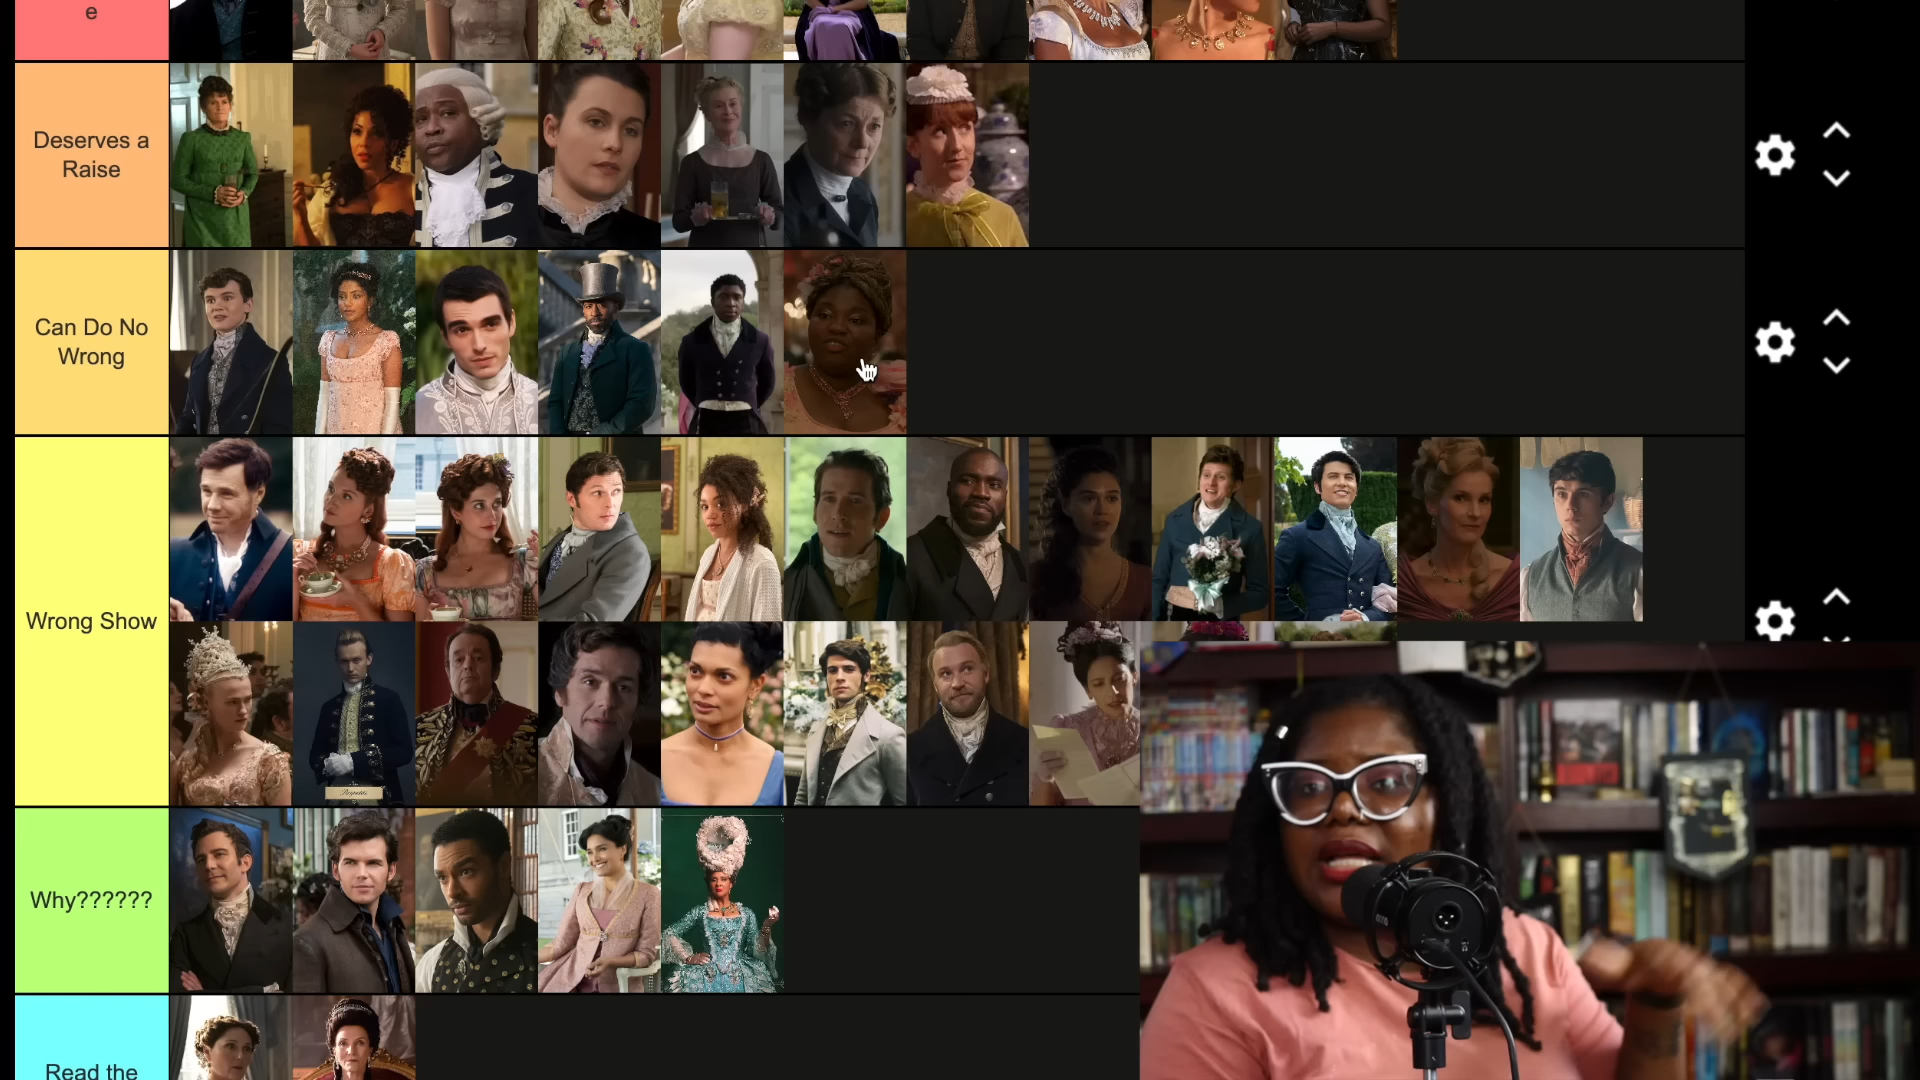 e
Deserves a
Raise
Can Do No
Wrong
Wrong Show
Why??????
Read the